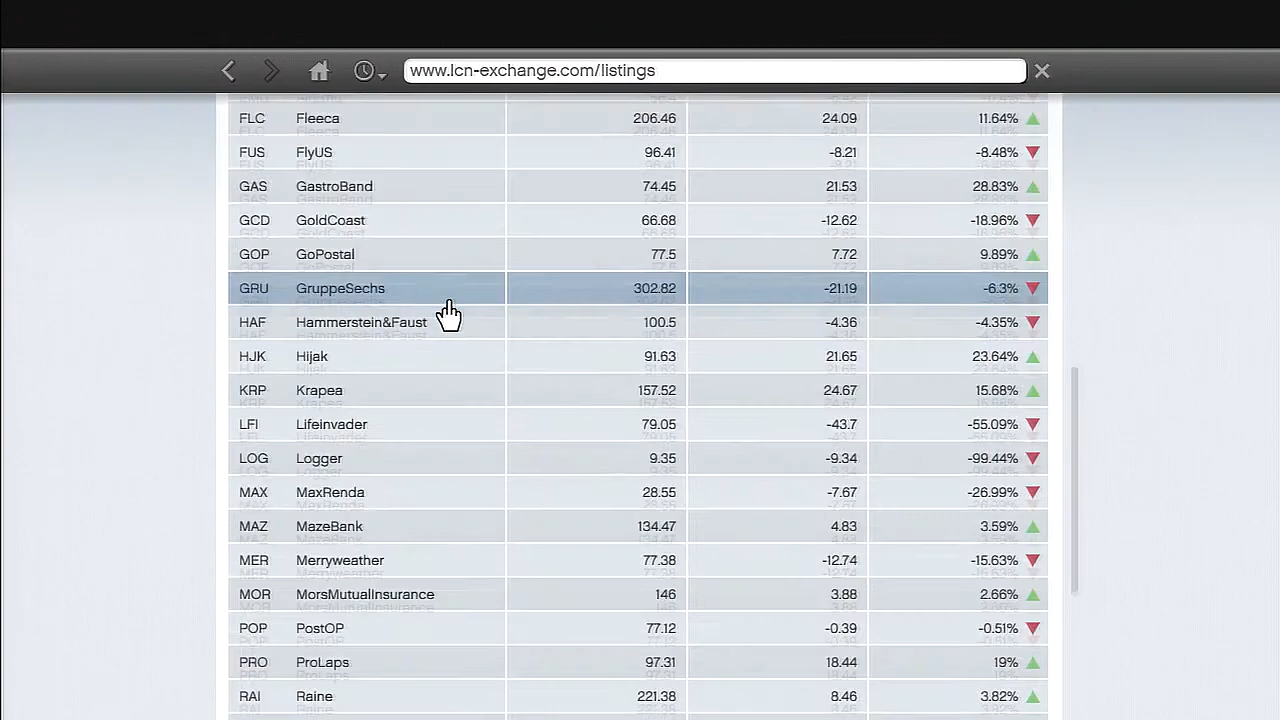 www.lcn-exchange.com/listings
FLC Fleeca 206.46 24.09 11.64%
FUS FlyUS 96.41 -8.21 -8.48%
GAS GastroBand 74.45 21.53 28.83%
GCD GoldCoast 66.68 -12.62 -18.96%
GOP GoPostal 77.5 7.72 9.89%
GRU GruppeSechs 302.82 -21.19 -6.3%
HAF Hammerstein&Faust 100.5 -4.36 -4.35%
HJK Hijak 91.63 21.65 23.64%
KRP Krapea 157.52 24.67 15.68%
LFI Lifeinvader 79.05 -43.7 -55.09%
LOG Logger 9.35 -9.34 -99.44%
MAX MaxRenda 28.55 -7.67 -26.99%
MAZ MazeBank 134.47 4.83 3.59%
MER Merryweather 77.38 -12.74 -15.63%
MOR MorsMutualInsurance 146 3.88 2.66%
POP PostOP 77.12 -0.39 -0.51%
PRO ProLaps 97.31 18.44 19%
RAI Raine 221.38 8.46 3.82%